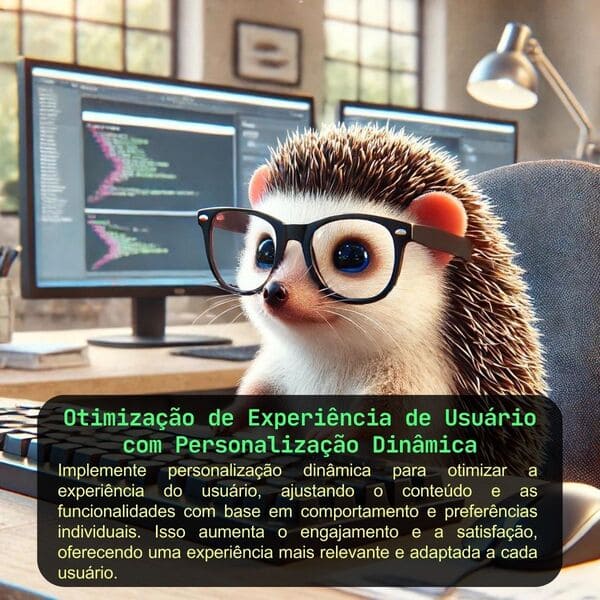 Otimização de Experiência de Usuário
com Personalização Dinâmica
Implemente personalização dinâmica para otimizar a
experiência do usuário, ajustando o conteúdo e as
funcionalidades com base em comportamento e preferências
individuais. Isso aumenta o engajamento e a satisfação,
oferecendo uma experiência mais relevante e adaptada a cada
usuário.